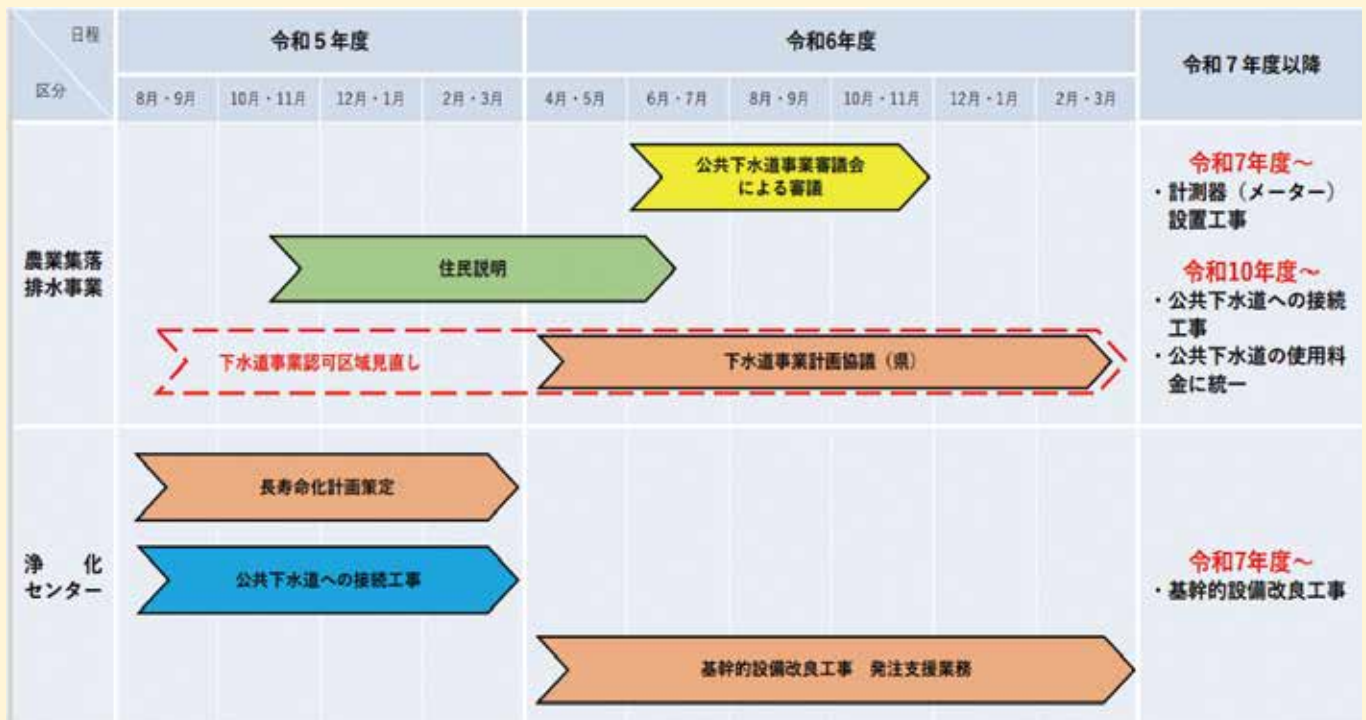 日程
区分
令和5年度
令和6年度
令和7年度以降
8月・9月
10月・11月
12月・1月
2月・3月
4月・5月
6月・7月
8月・9月
10月・11月
12月・1月
2月・3月
農業集落
排水事業
公共下水道事業審議会
による審議
住民説明
下水道事業認可区域見直し
下水道事業計画協議（県）
令和7年度～
・計測器（メーター）
設置工事
令和10年度～
・公共下水道への接続
工事
・公共下水道の使用料
金に統一
浄　化
センター
長寿命化計画策定
公共下水道への接続工事
基幹的設備改良工事　発注支援業務
令和7年度～
・基幹的設備改良工事